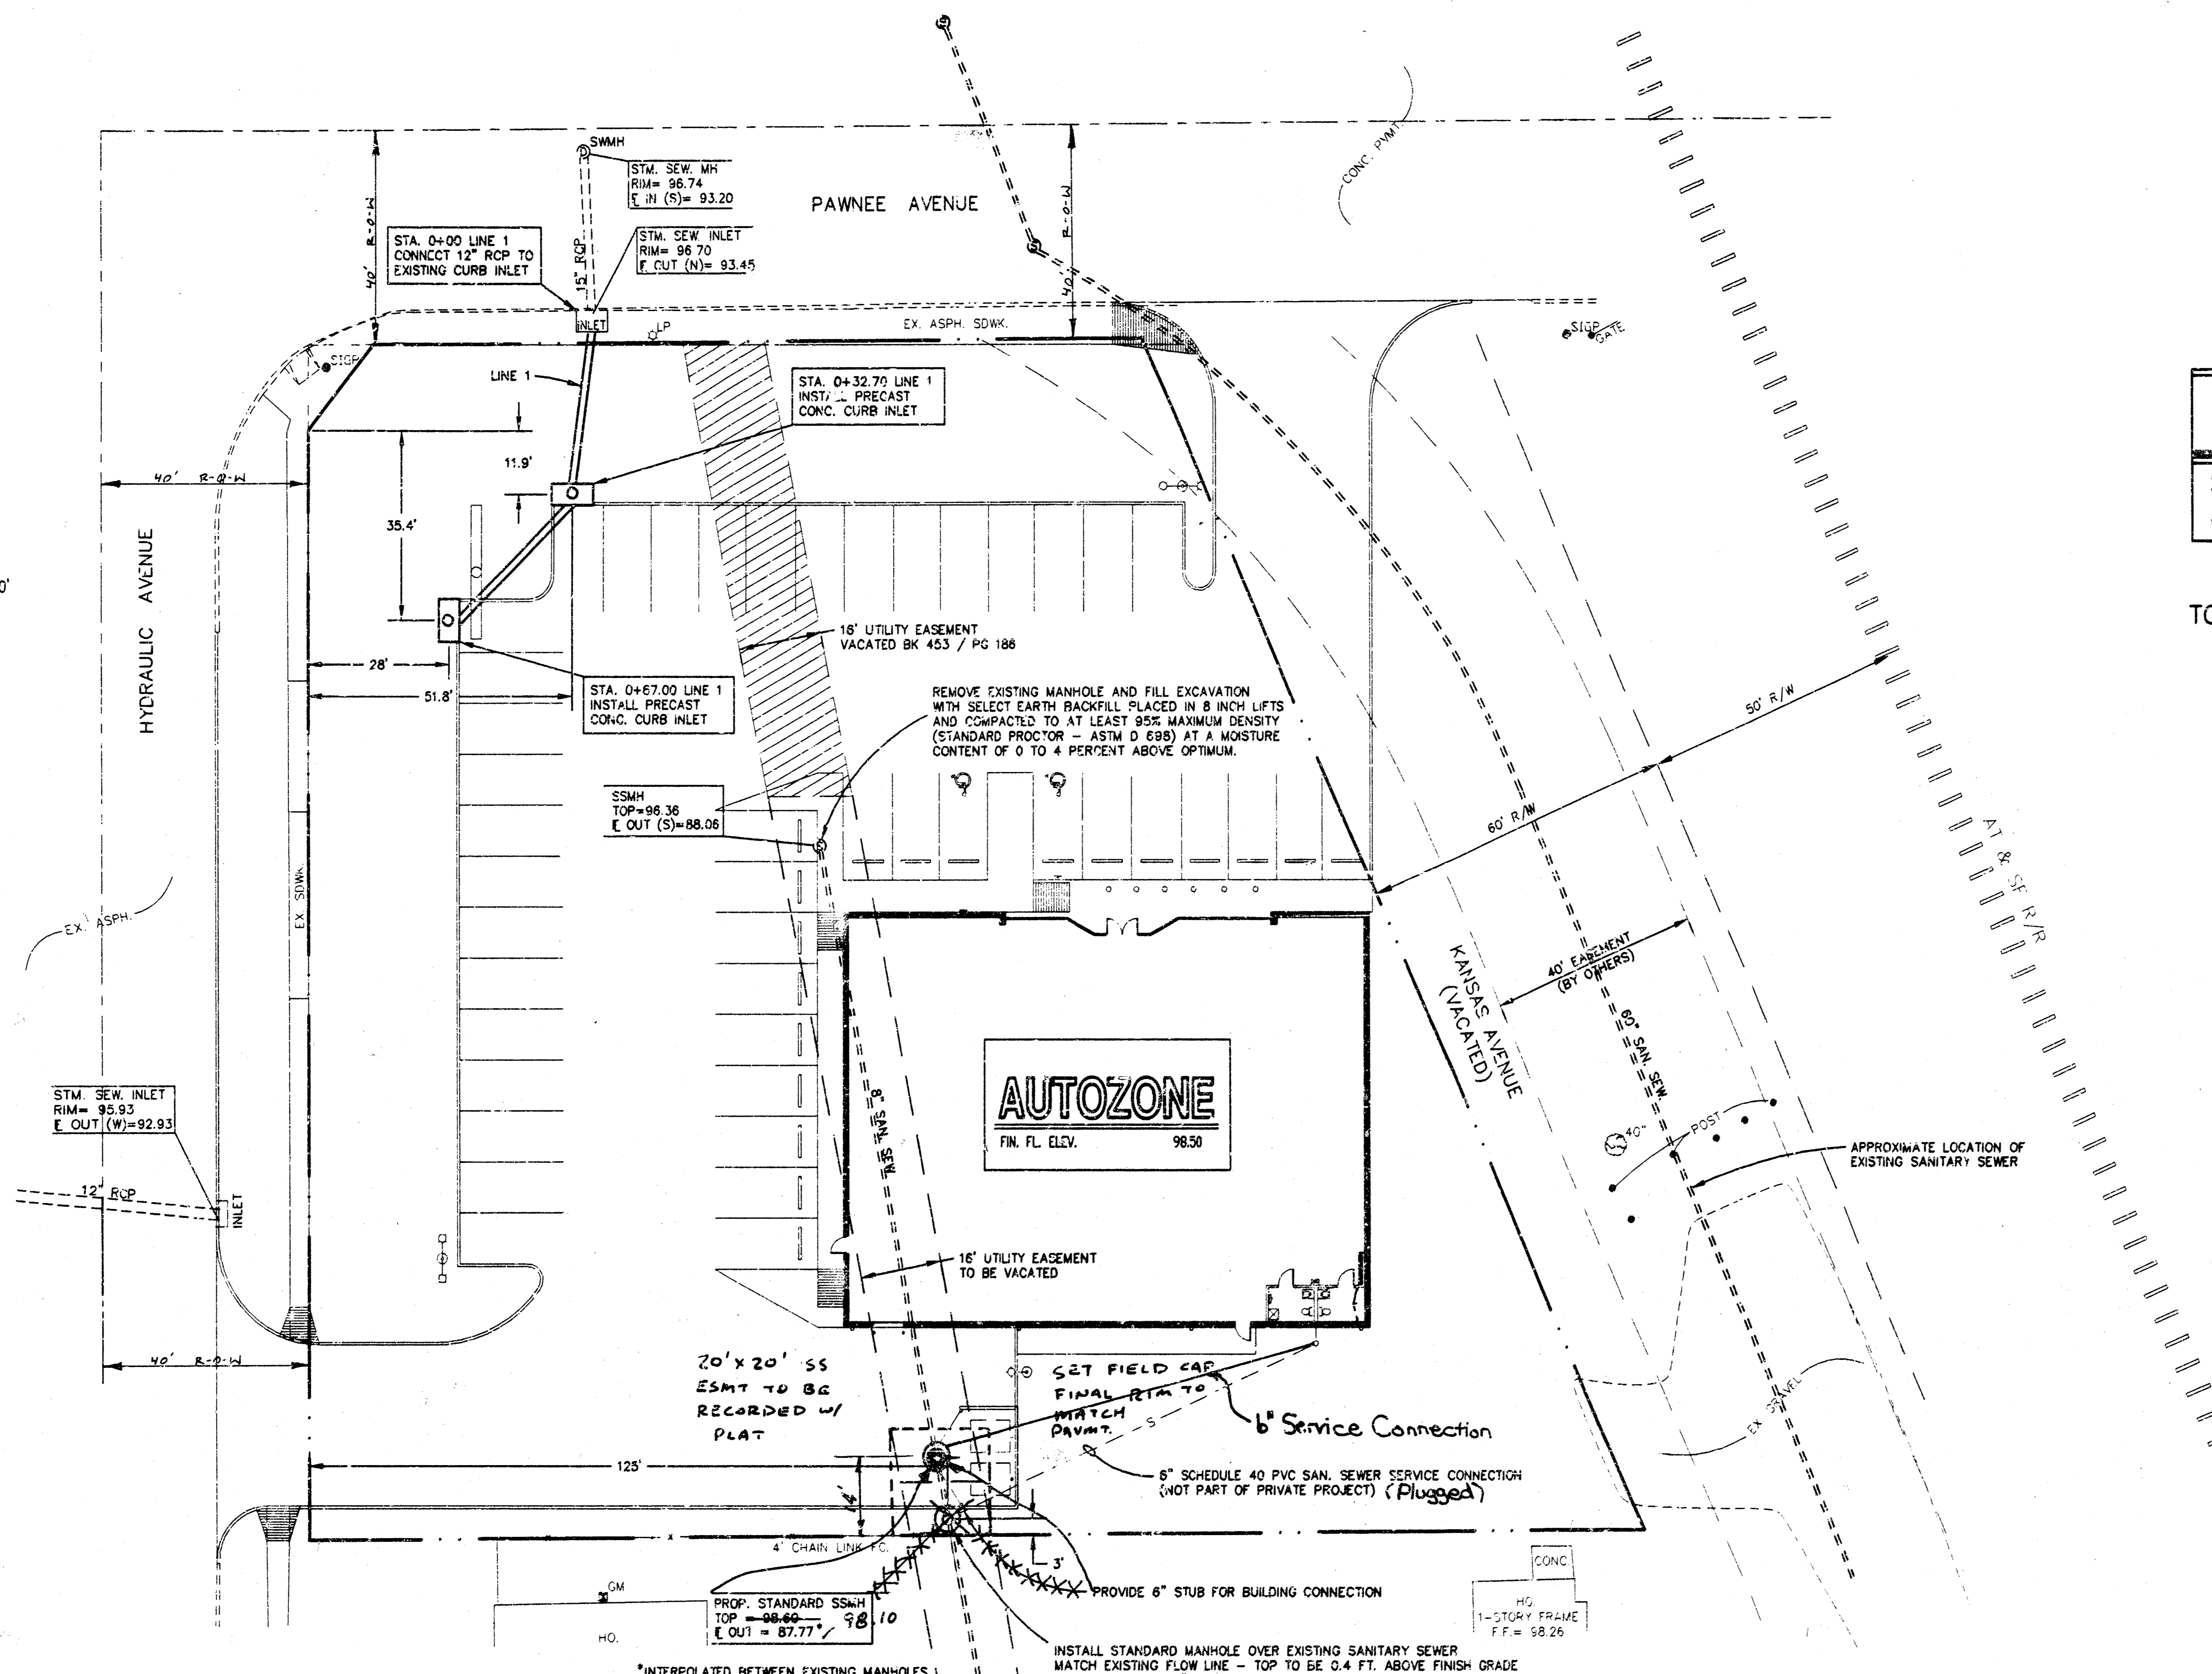 SWMH
STM. SEW. MH
RIM= 96.74
IN (S)= 93.20
PAWNEE AVENUE
40' R-O-W
R-O-W
40'
CONC. PVMT.
STA. 0+00 LINE 1
CONNECT 12" RCP TO
EXISTING CURB INLET
15" RCP
STM. SEW. INLET
RIM= 96.70
OUT (N)= 93.45
INLET
LP
EX. ASPH. SDWK.
SIGP
SIGP
GATE
LINE 1
STA. 0+32.70 LINE 1
INSTALL PRECAST
CONC. CURB INLET
11.9'
40' R-O-W
35.4'
HYDRAULIC AVENUE
0'
TO
16' UTILITY EASEMENT
VACATED BK 453 / PG 186
28'
51.8'
STA. 0+67.00 LINE 1
INSTALL PRECAST
CONC. CURB INLET
REMOVE EXISTING MANHOLE AND FILL EXCAVATION
WITH SELECT EARTH BACKFILL PLACED IN 8 INCH LIFTS
AND COMPACTED TO AT LEAST 95% MAXIMUM DENSITY
(STANDARD PROCTOR - ASTM D 698) AT A MOISTURE
CONTENT OF 0 TO 4 PERCENT ABOVE OPTIMUM.
50' R/W
60' R/W
AT & SF R/R
SSMH
TOP=96.36
OUT (S)=88.06
EX. ASPH.
EX SDWK.
40' EASEMENT
(BY OTHERS)
KANSAS AVENUE
(VACATED)
60" SAN. SEW.
AUTOZONE
FIN. FL. ELEV. 98.50
8" SAN. SEW.
STM. SEW. INLET
RIM= 95.93
OUT (W)=92.93
40"
POST
APPROXIMATE LOCATION OF
EXISTING SANITARY SEWER
12" RCP
INLET
16' UTILITY EASEMENT
TO BE VACATED
40' R-O-W
20' X 20' SS
ESMT TO BE
RECORDED W/
PLAT
SET FIELD CAP
FINAL RIM TO
MATCH
PAVMT.
S
6" Service Connection
EX GRAVEL
125'
14'
6" SCHEDULE 40 PVC SAN. SEWER SERVICE CONNECTION
(NOT PART OF PRIVATE PROJECT) (Plugged)
4' CHAIN LINK FC.
3'
CONC
GM
PROVIDE 6" STUB FOR BUILDING CONNECTION
PROP. STANDARD SSMH
TOP = 98.60 98.10
OUT = 87.77*
HO.
HO.
1-STORY FRAME
F.F.= 98.26
INSTALL STANDARD MANHOLE OVER EXISTING SANITARY SEWER
MATCH EXISTING FLOW LINE - TOP TO BE 0.4 FT. ABOVE FINISH GRADE
*INTERPOLATED BETWEEN EXISTING MANHOLES